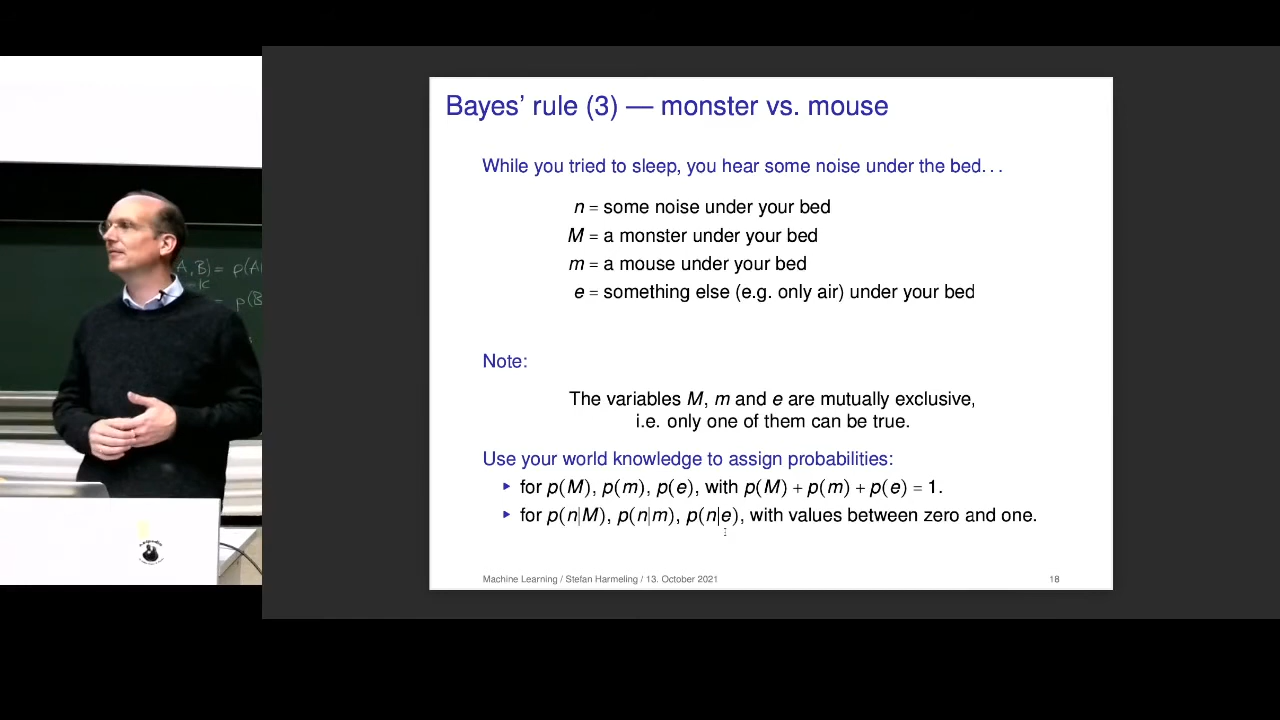 Bayes' rule (3) — monster vs. mouse
While you tried to sleep, you hear some noise under the bed. . .
n = some noise under your bed
M = a monster under your bed
m = a mouse under your bed
e = something else (e.g. only air) under your bed
Note:
The variables M, m and e are mutually exclusive,
i.e. only one of them can be true.
Use your world knowledge to assign probabilities:
▸ for p(M), p(m), p(e), with p(M) + p(m) + p(e) = 1.
▸ for p(n|M), p(n|m), p(n|e), with values between zero and one.
Machine Learning / Stefan Harmeling / 13. October 2021
18
A, B) = p(A
= p(B